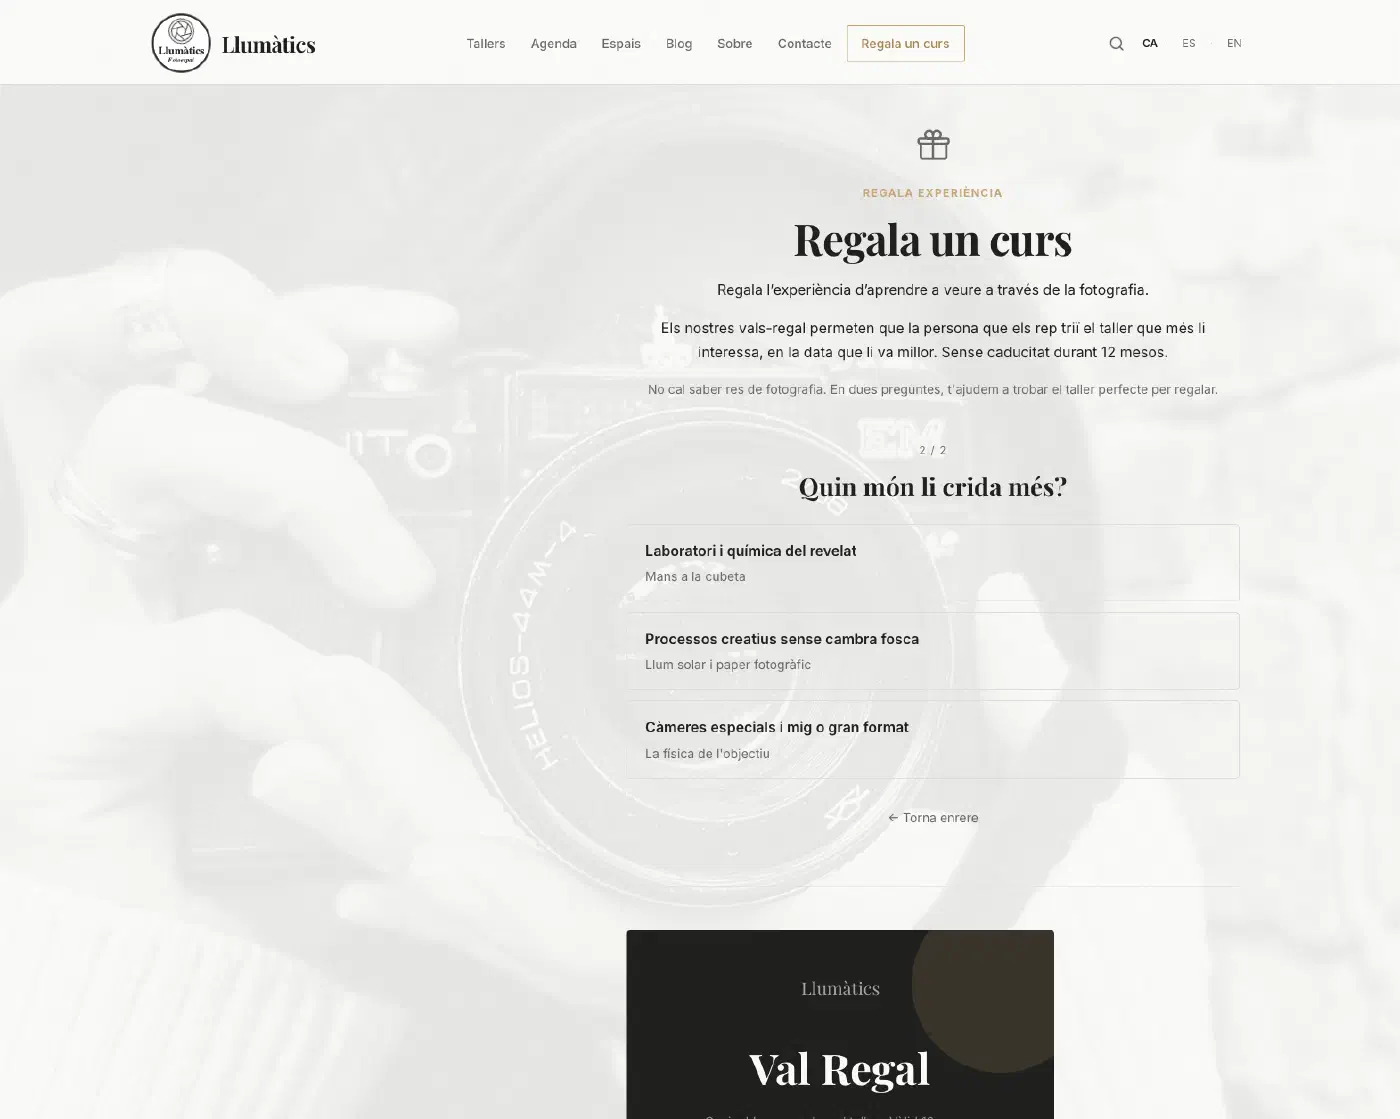 Llumàtics
Fotoespai
Llumàtics
Tallers
Agenda
Espais
Blog
Sobre
Contacte
Regala un curs
CA
ES
EN
REGALA EXPERIÈNCIA
Regala un curs
Regala l'experiència d'aprendre a veure a través de la fotografia.
Els nostres vals-regal permeten que la persona que els rep triï el taller que més li
interessa, en la data que li va millor. Sense caducitat durant 12 mesos.
No cal saber res de fotografia. En dues preguntes, t'ajudem a trobar el taller perfecte per regalar.
2 / 2
Quin món li crida més?
Laboratori i química del revelat
Mans a la cubeta
Processos creatius sense cambra fosca
Llum solar i paper fotogràfic
Càmeres especials i mig o gran format
La física de l'objectiu
← Torna enrere
HELIOS-44M-4
Llumàtics
Val Regal